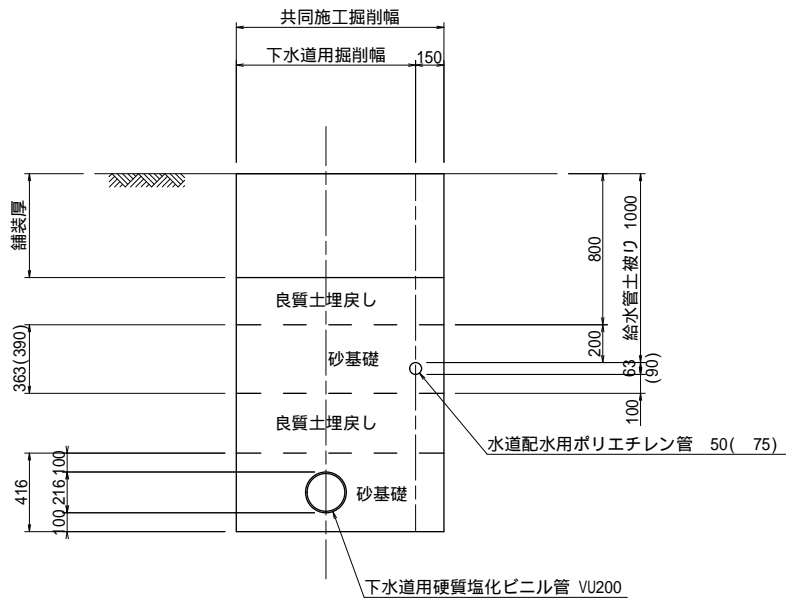 共同施工掘削幅
下水道用掘削幅
150
舗装厚
800
給水管土被り 1000
良質土埋戻し
363(390)
砂基礎
200
63
(90)
100
良質土埋戻し
水道配水用ポリエチレン管 50( 75)
416
100
216
100
砂基礎
下水道用硬質塩化ビニル管 VU200